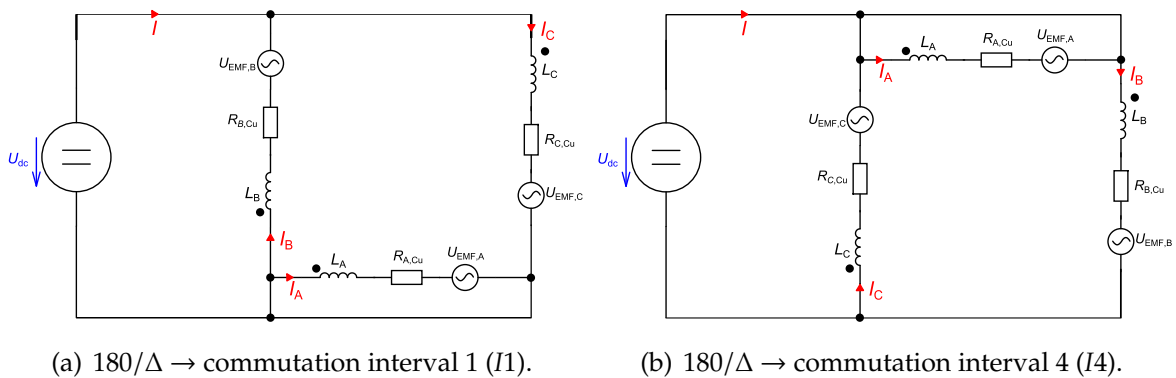 I
I_C
U_EMF,B
L_C
R_B,Cu
R_C,Cu
U_dc
L_B
U_EMF,C
I_B
L_A
R_A,Cu
U_EMF,A
I_A
(a) 180/Δ → commutation interval 1 (I1).
I
L_A
R_A,Cu
U_EMF,A
I_A
I_B
U_EMF,C
L_B
U_dc
R_C,Cu
R_B,Cu
L_C
U_EMF,B
I_C
(b) 180/Δ → commutation interval 4 (I4).